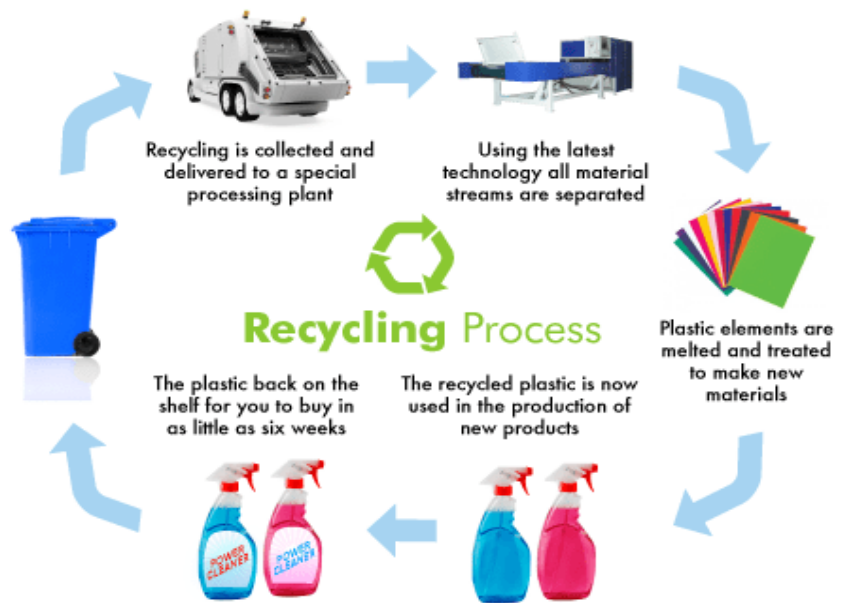 Recycling is collected and
delivered to a special
processing plant
Using the latest
technology all material
streams are separated
Recycling Process
Plastic elements are
melted and treated
to make new
materials
The plastic back on the
shelf for you to buy in
as little as six weeks
The recycled plastic is now
used in the production of
new products
POWER
CLEANER
POWER
CLEANER